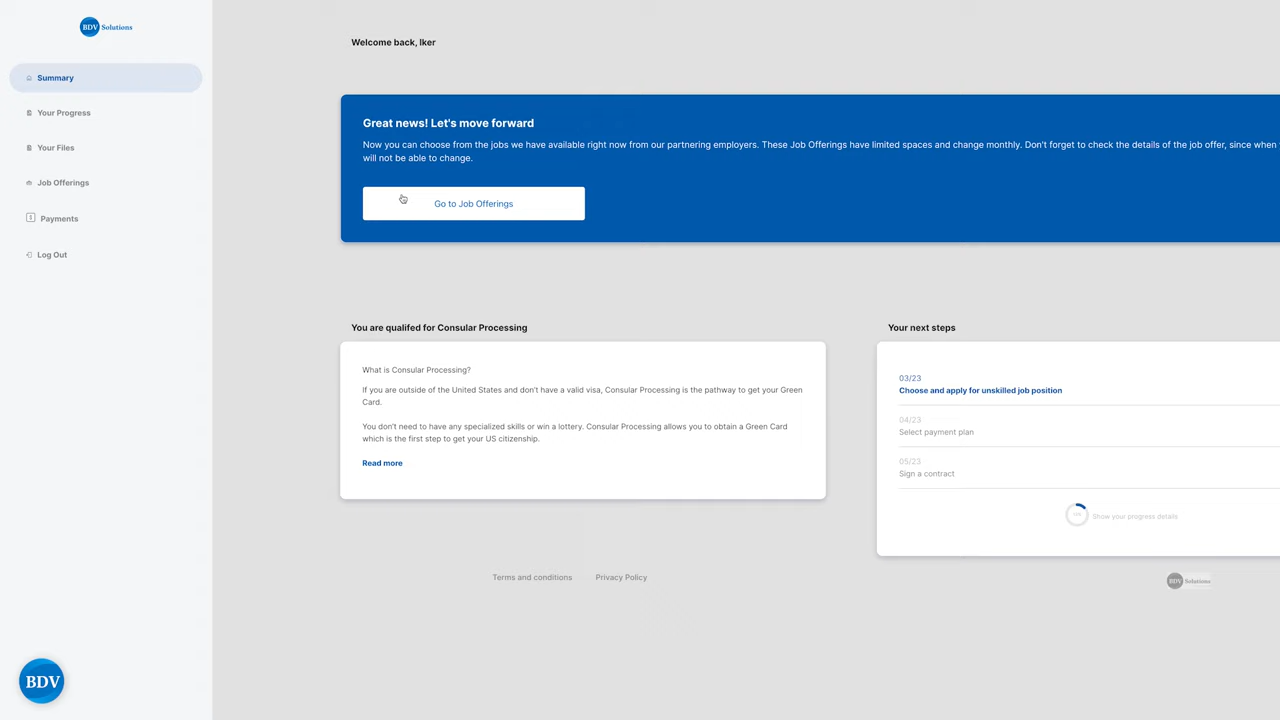 BDV Solutions
Summary
Your Progress
Your Files
Job Offerings
Payments
Log Out
BDV
Welcome back, Iker
Great news! Let's move forward
Now you can choose from the jobs we have available right now from our partnering employers. These Job Offerings have limited spaces and change monthly. Don't forget to check the details of the job offer, since when
will not be able to change.
Go to Job Offerings
You are qualifed for Consular Processing
What is Consular Processing?
If you are outside of the United States and don't have a valid visa, Consular Processing is the pathway to get your Green
Card.
You don't need to have any specialized skills or win a lottery. Consular Processing allows you to obtain a Green Card
which is the first step to get your US citizenship.
Read more
Your next steps
03/23
Choose and apply for unskilled job position
04/23
Select payment plan
05/23
Sign a contract
Show your progress details
Terms and conditions
Privacy Policy
BDV Solutions